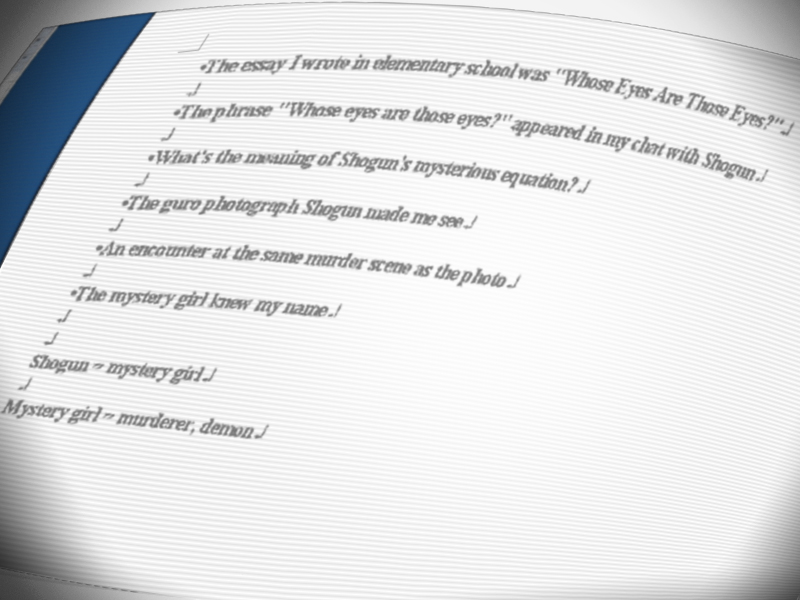 •The essay I wrote in elementary school was "Whose Eyes Are Those Eyes?".↲
↲
•The phrase "Whose eyes are those eyes?" appeared in my chat with Shogun.↲
↲
•What's the meaning of Shogun's mysterious equation?↲
↲
•The guro photograph Shogun made me see.↲
↲
•An encounter at the same murder scene as the photo.↲
↲
•The mystery girl knew my name.↲
↲
↲
Shogun ~ mystery girl.↲
↲
Mystery girl ~ murderer, demon.↲